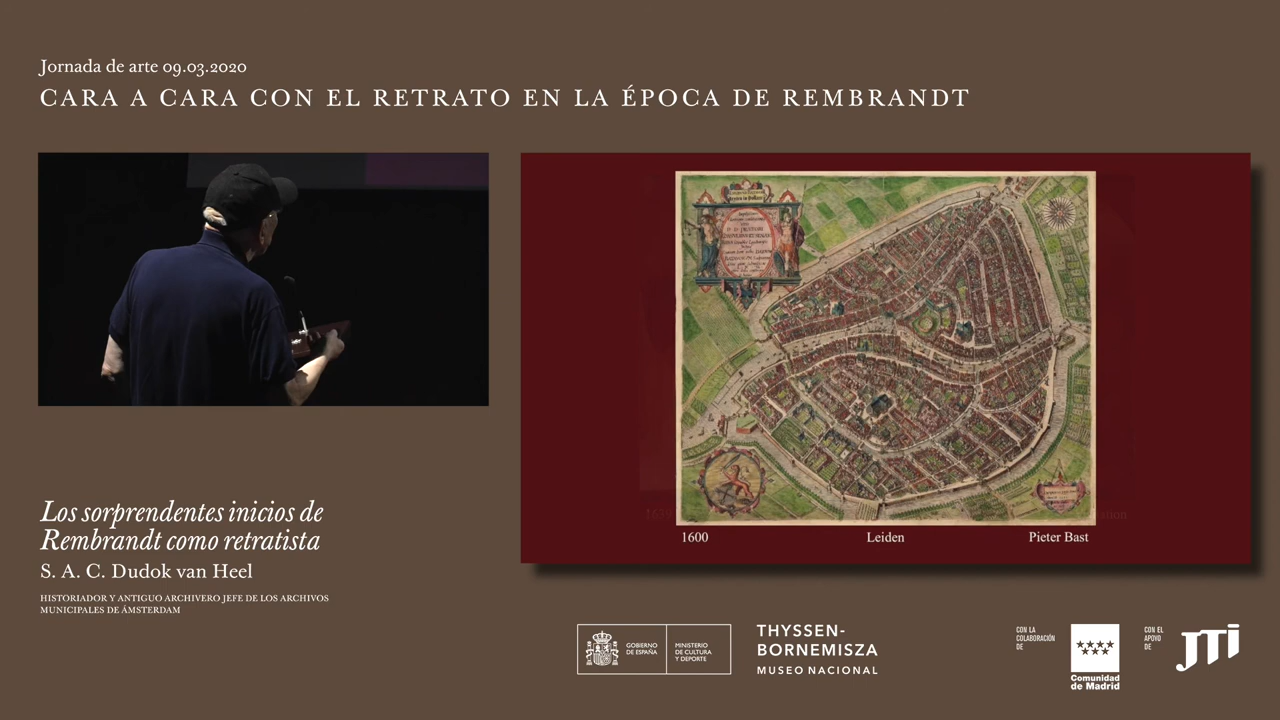 Jornada de arte 09.03.2020
CARA A CARA CON EL RETRATO EN LA ÉPOCA DE REMBRANDT
1600 Leiden Pieter Bast
Los sorprendentes inicios de
Rembrandt como retratista
S. A. C. Dudok van Heel
HISTORIADOR Y ANTIGUO ARCHIVERO JEFE DE LOS ARCHIVOS
MUNICIPALES DE ÁMSTERDAM
GOBIERNO
DE ESPAÑA
MINISTERIO
DE CULTURA
Y DEPORTE
THYSSEN-
BORNEMISZA
MUSEO NACIONAL
CON LA
COLABORACIÓN
DE
Comunidad
de Madrid
CON EL
APOYO
DE
JTi